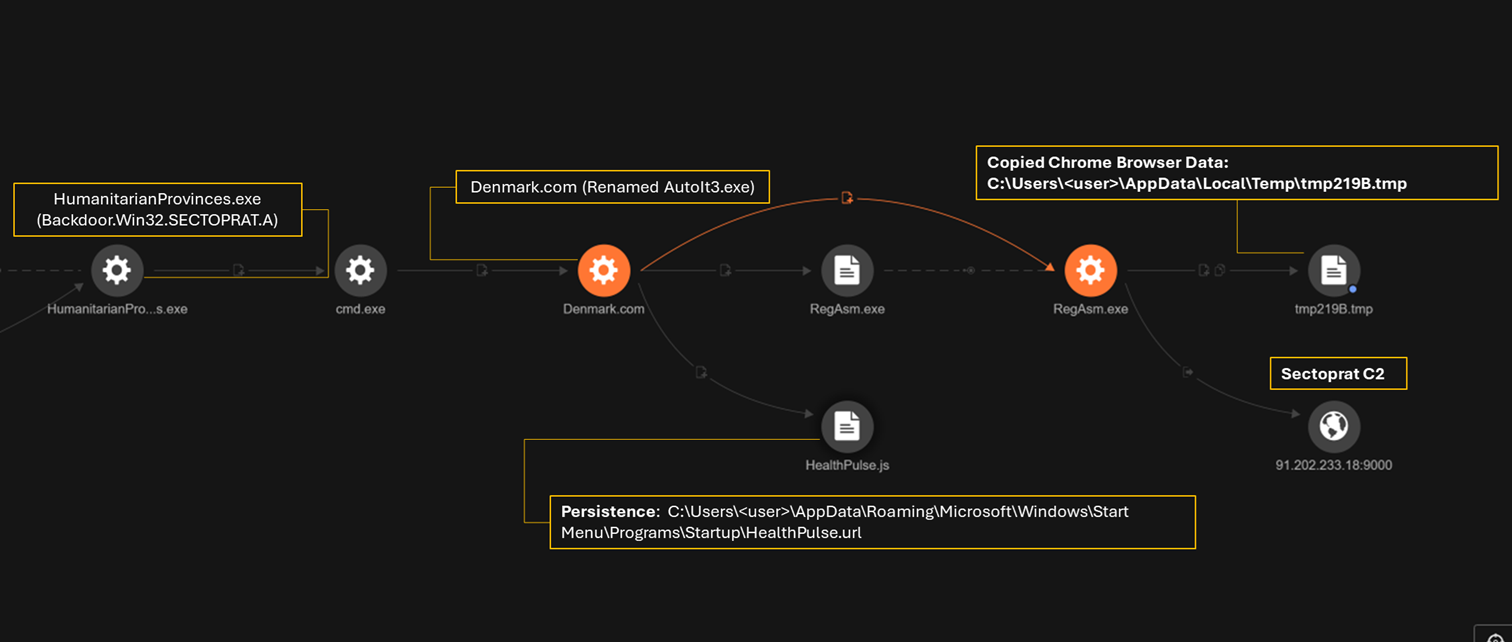 Copied Chrome Browser Data:
C:\Users\<user>\AppData\Local\Temp\tmp219B.tmp
Denmark.com (Renamed AutoIt3.exe)
HumanitarianProvinces.exe
(Backdoor.Win32.SECTOPRAT.A)
HumanitarianPro...s.exe
cmd.exe
Denmark.com
RegAsm.exe
RegAsm.exe
tmp219B.tmp
Sectoprat C2
HealthPulse.js
91.202.233.18:9000
Persistence: C:\Users\<user>\AppData\Roaming\Microsoft\Windows\Start
Menu\Programs\Startup\HealthPulse.url